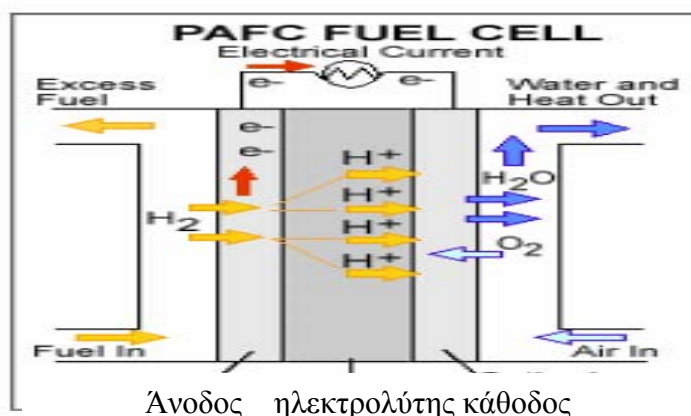 PAFC FUEL CELL
Electrical Current
e- e-
Excess
Fuel
Water and
Heat Out
e-
e-
H+
H+
H+
H+
H2
H2O
O2
Fuel In
Air In
Άνοδος ηλεκτρολύτης κάθοδος